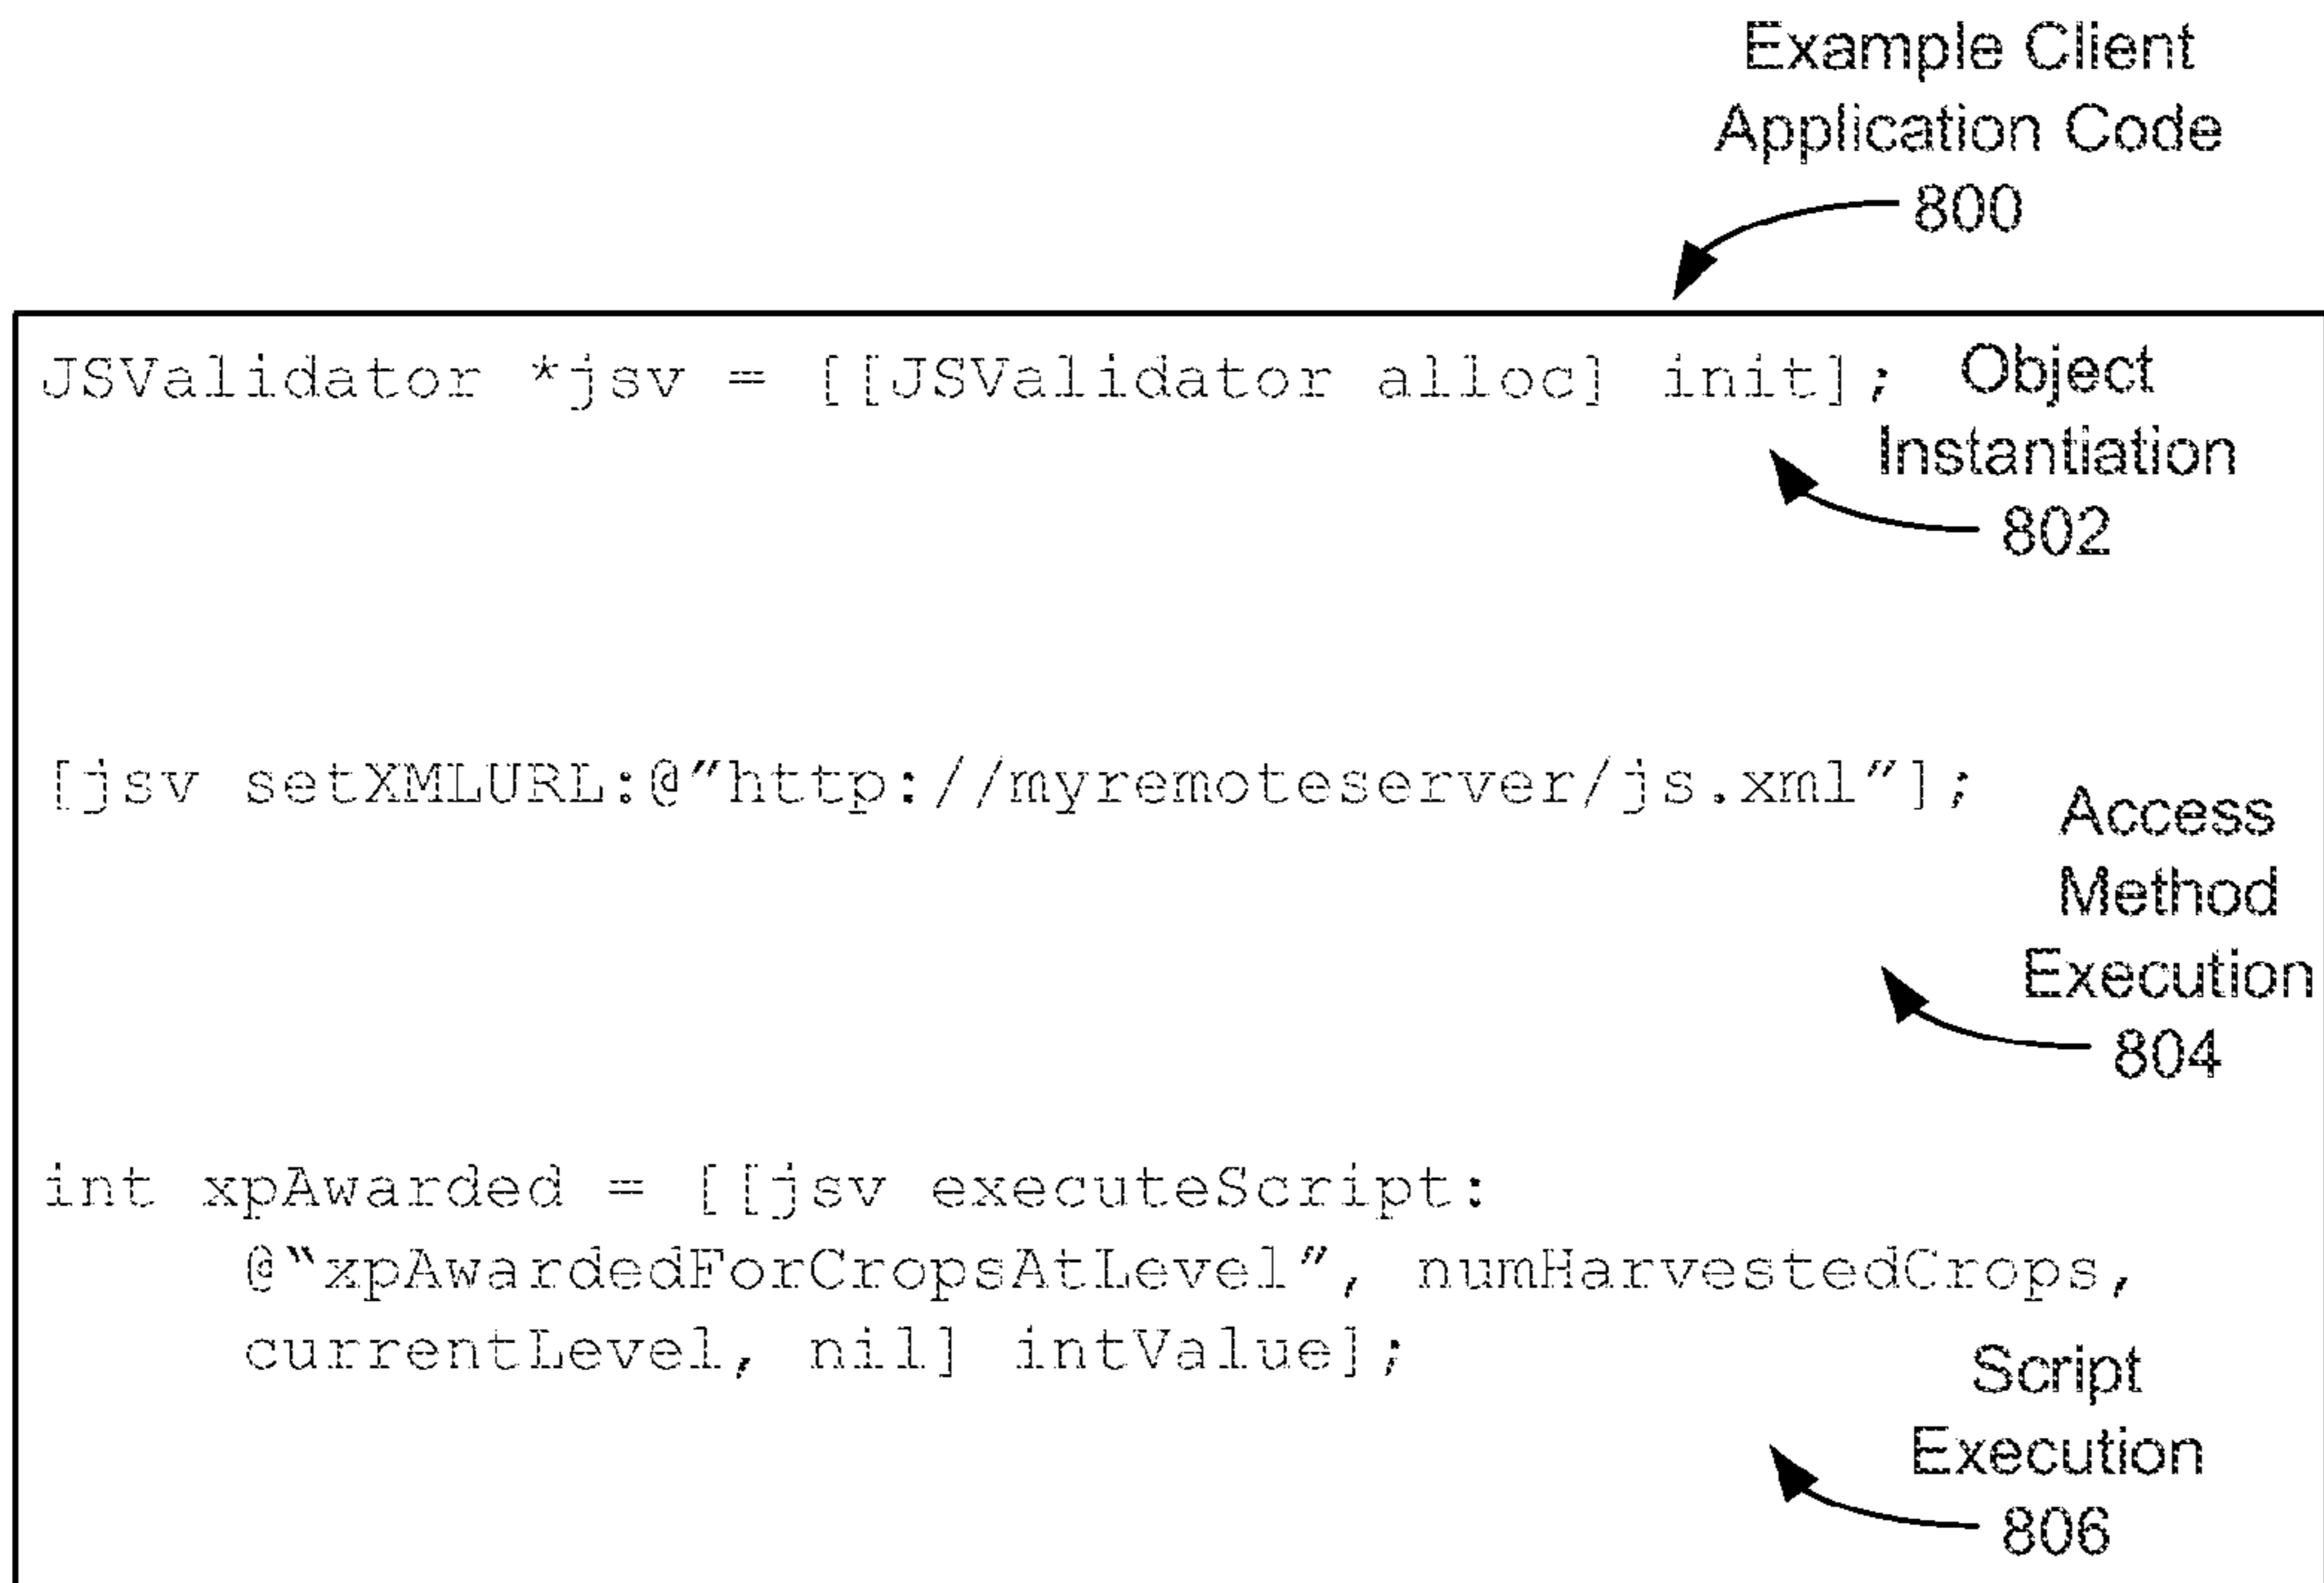 Example Client
Application Code
800
JSValidator *jsv = [[JSValidator alloc] init];
Object
Instantiation
802
[jsv setXMLURL:@”http://myremoteserver/js.xml”];
Access
Method
Execution
804
int xpAwarded = [[jsv executeScript:
@“xpAwardedForCropsAtLevel”, numHarvestedCrops,
currentLevel, nil] intValue];
Script
Execution
806